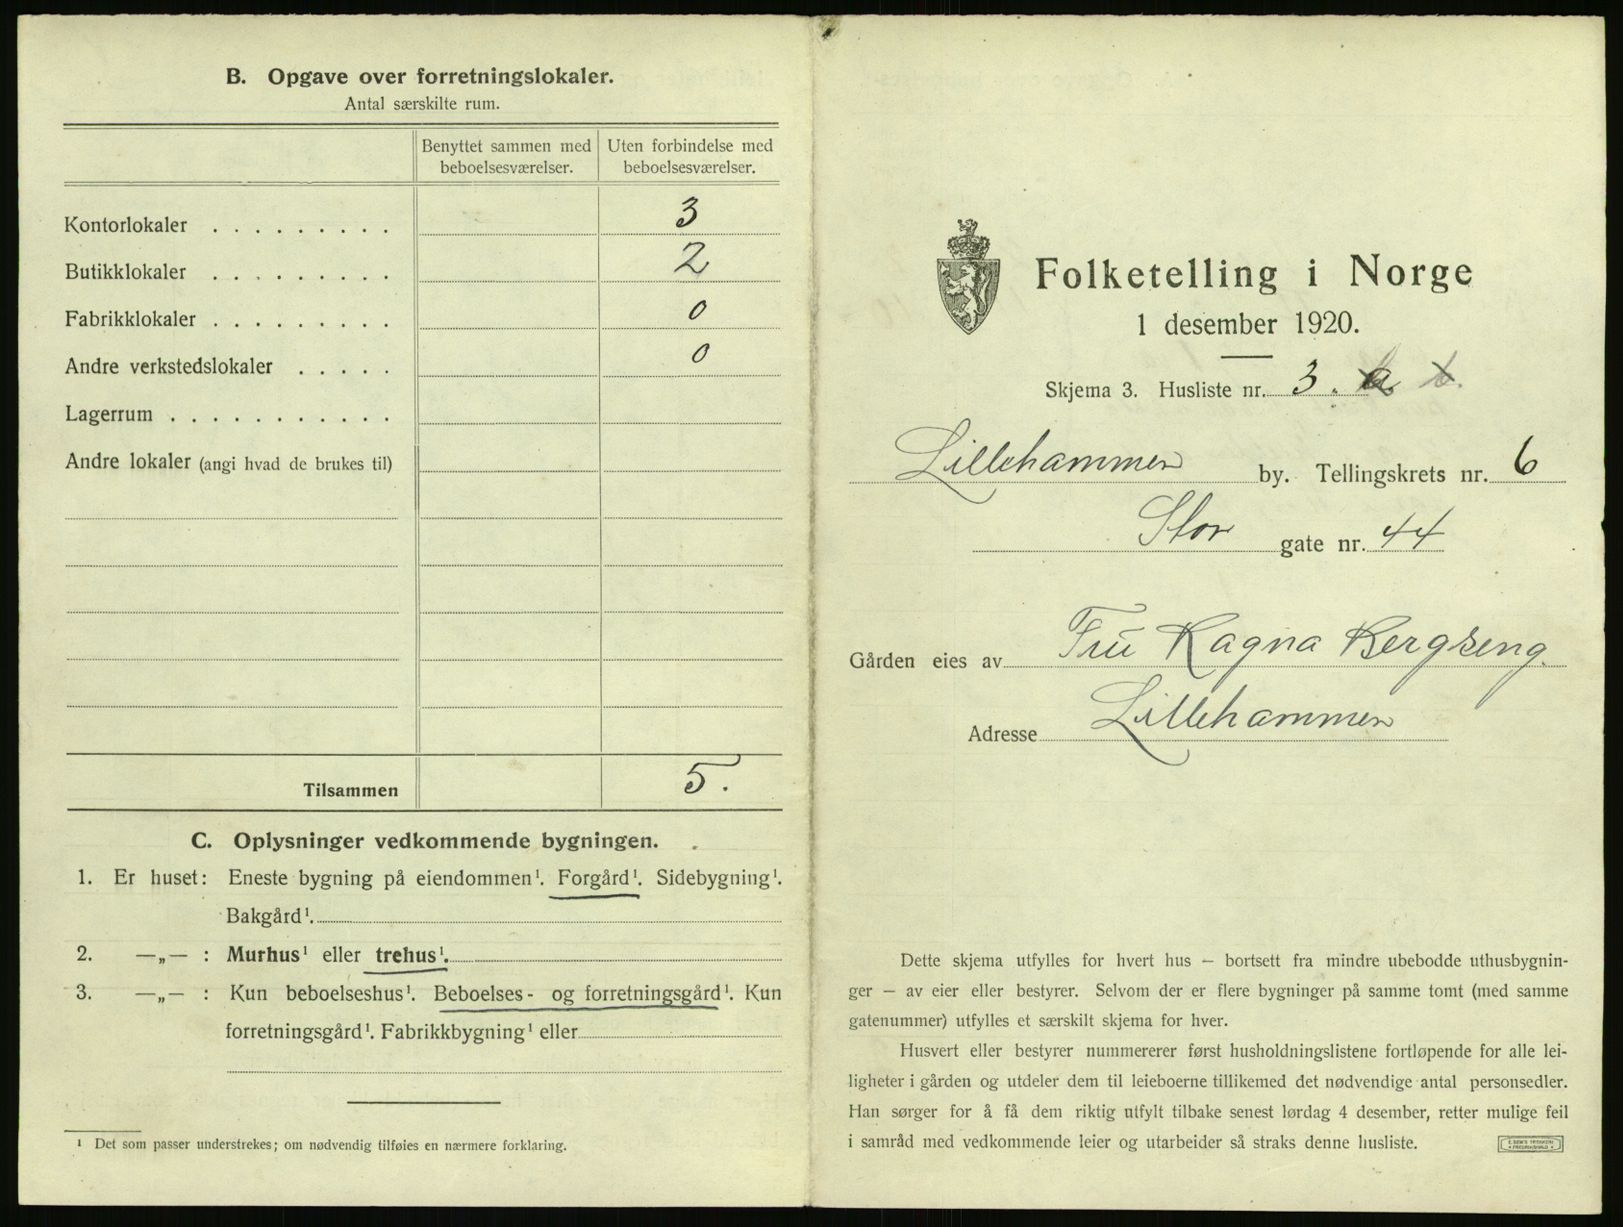 B. Opgave over forretningslokaler.
Antal særskilte rum.
Benyttet sammen med beboelsesværelser.
Uten forbindelse med beboelsesværelser.
Kontorlokaler . . . . . . . . . 3
Butikklokaler . . . . . . . . . 2
Fabrikklokaler . . . . . . . . . 0
Andre verkstedslokaler . . . . . 0
Lagerrum . . . . . . . . . . .
Andre lokaler (angi hvad de brukes til)
Tilsammen 5.
C. Oplysninger vedkommende bygningen.
1. Er huset: Eneste bygning på eiendommen¹. Forgård¹. Sidebygning¹.
Bakgård¹.
2. —„— : Murhus¹ eller trehus¹.
3. —„— : Kun beboelseshus¹. Beboelses- og forretningsgård¹. Kun
forretningsgård¹. Fabrikkbygning¹ eller
¹ Det som passer understrekes; om nødvendig tilføies en nærmere forklaring.
Folketelling i Norge
1 desember 1920.
Skjema 3. Husliste nr. 3. a b.
Lillehammer by. Tellingskrets nr. 6
Stor gate nr. 44
Gården eies av Fru Ragna Bergseng.
Adresse Lillehammer
Dette skjema utfylles for hvert hus – bortsett fra mindre ubebodde uthusbygnin-
ger – av eier eller bestyrer. Selvom der er flere bygninger på samme tomt (med samme
gatenummer) utfylles et særskilt skjema for hver.
Husvert eller bestyrer nummererer først husholdningslistene fortløpende for alle lei-
ligheter i gården og utdeler dem til leieboerne tillikemed det nødvendige antal personsedler.
Han sørger for å få dem riktig utfylt tilbake senest lørdag 4 desember, retter mulige feil
i samråd med vedkommende leier og utarbeider så straks denne husliste.